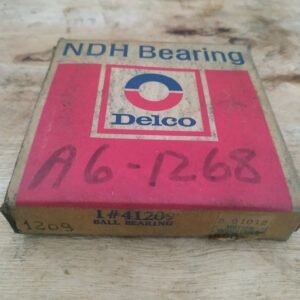 NDH Bearing
Delco
A6-1268
1209
1#41209
BALL BEARING